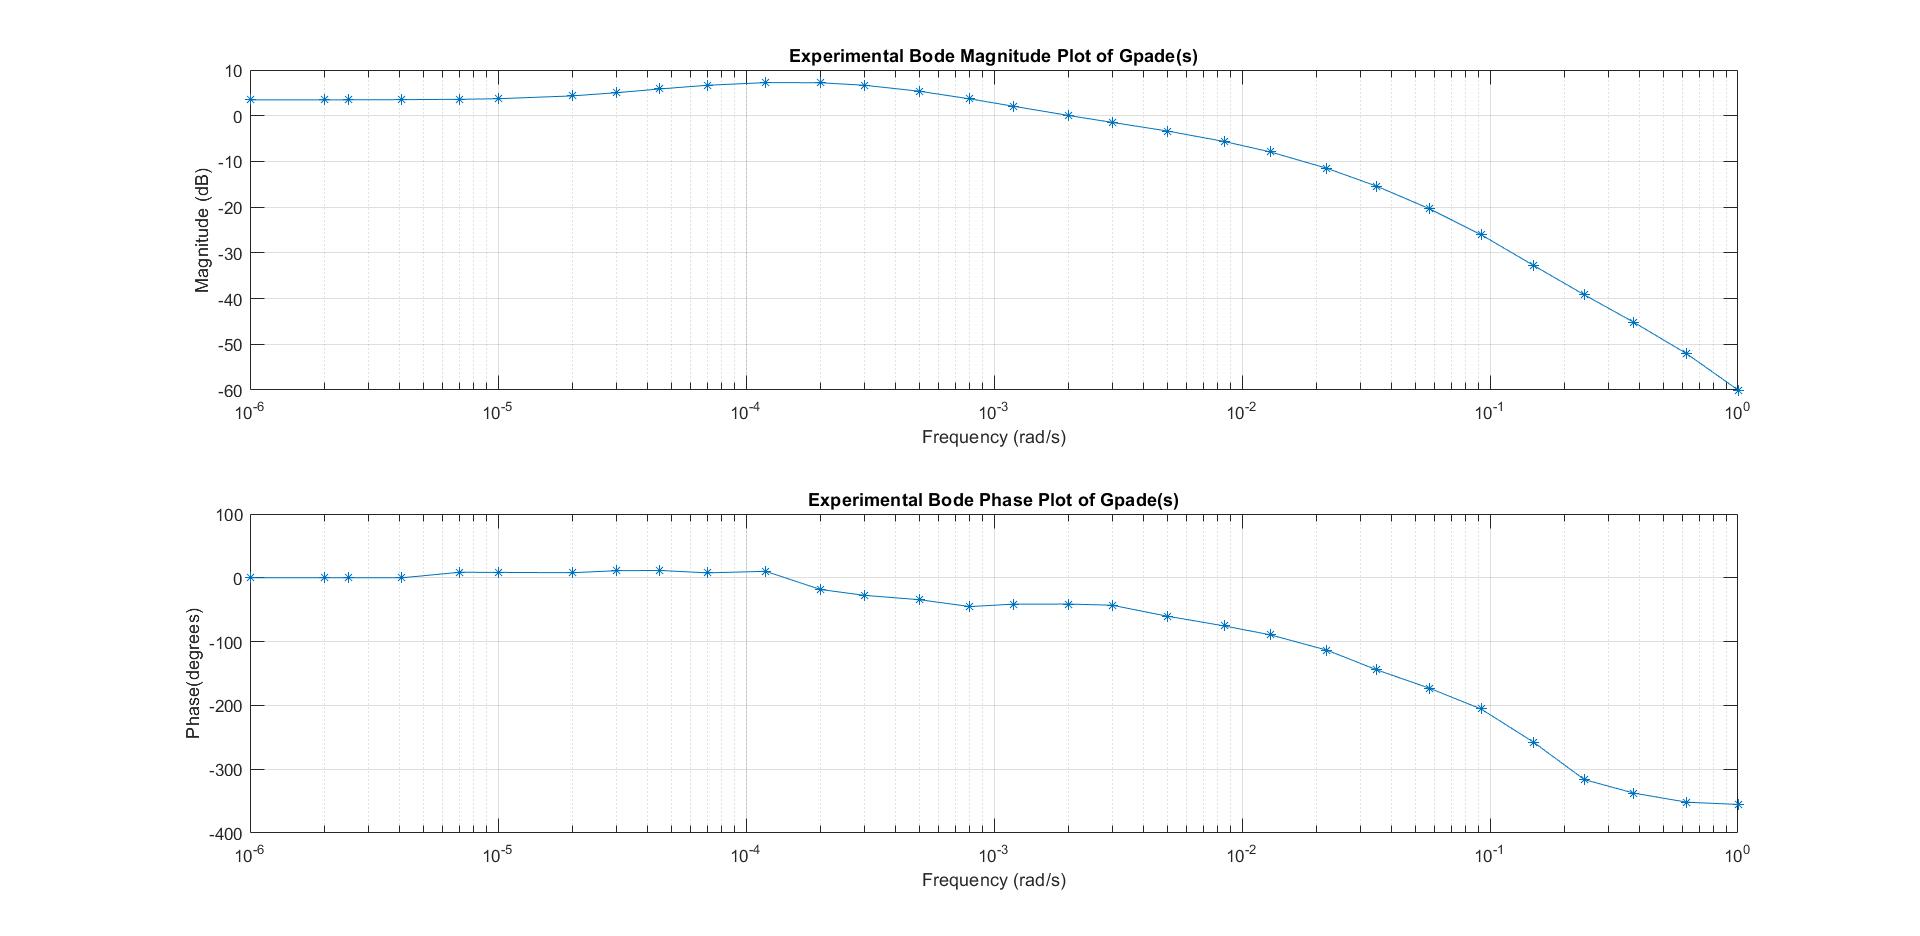 Experimental Bode Magnitude Plot of Gpade(s)
10
0
-10
-20
-30
-40
-50
-60
Magnitude (dB)
10^-6 10^-5 10^-4 10^-3 10^-2 10^-1 10^0
Frequency (rad/s)
Experimental Bode Phase Plot of Gpade(s)
100
0
-100
-200
-300
-400
Phase(degrees)
10^-6 10^-5 10^-4 10^-3 10^-2 10^-1 10^0
Frequency (rad/s)